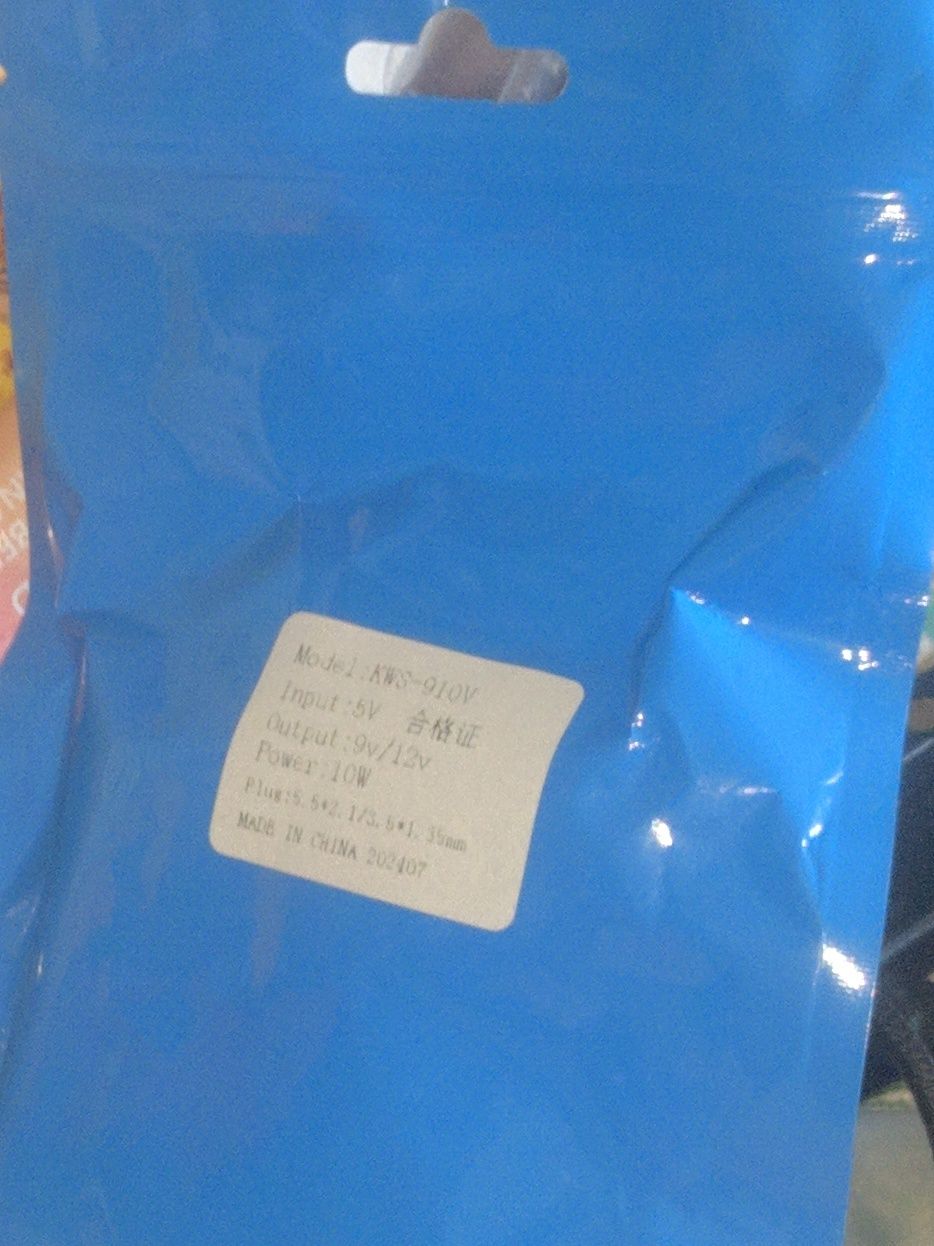 Model:KWS-910V
Input:5V 合格证
Output:9v/12v
Power:10W
Plug:5.5*2.1/3.5*1.35mm
MADE IN CHINA 202407